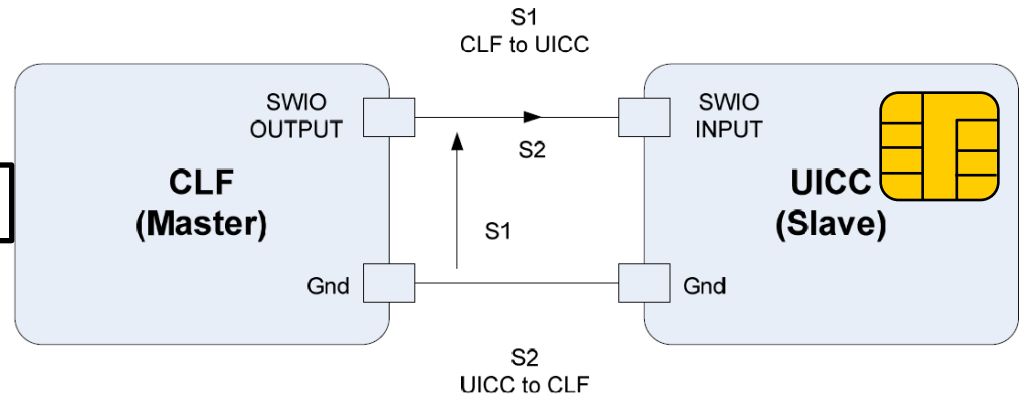 S1
CLF to UICC
SWIO
OUTPUT
SWIO
INPUT
S2
CLF
(Master)
UICC
(Slave)
S1
Gnd
Gnd
S2
UICC to CLF